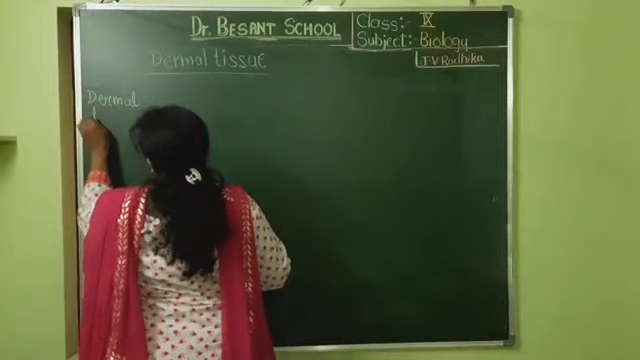 Dr. BESANT SCHOOL
Class:- IX
Subject:- Biology
J.V Radhika
Dermal tissue
Dermal